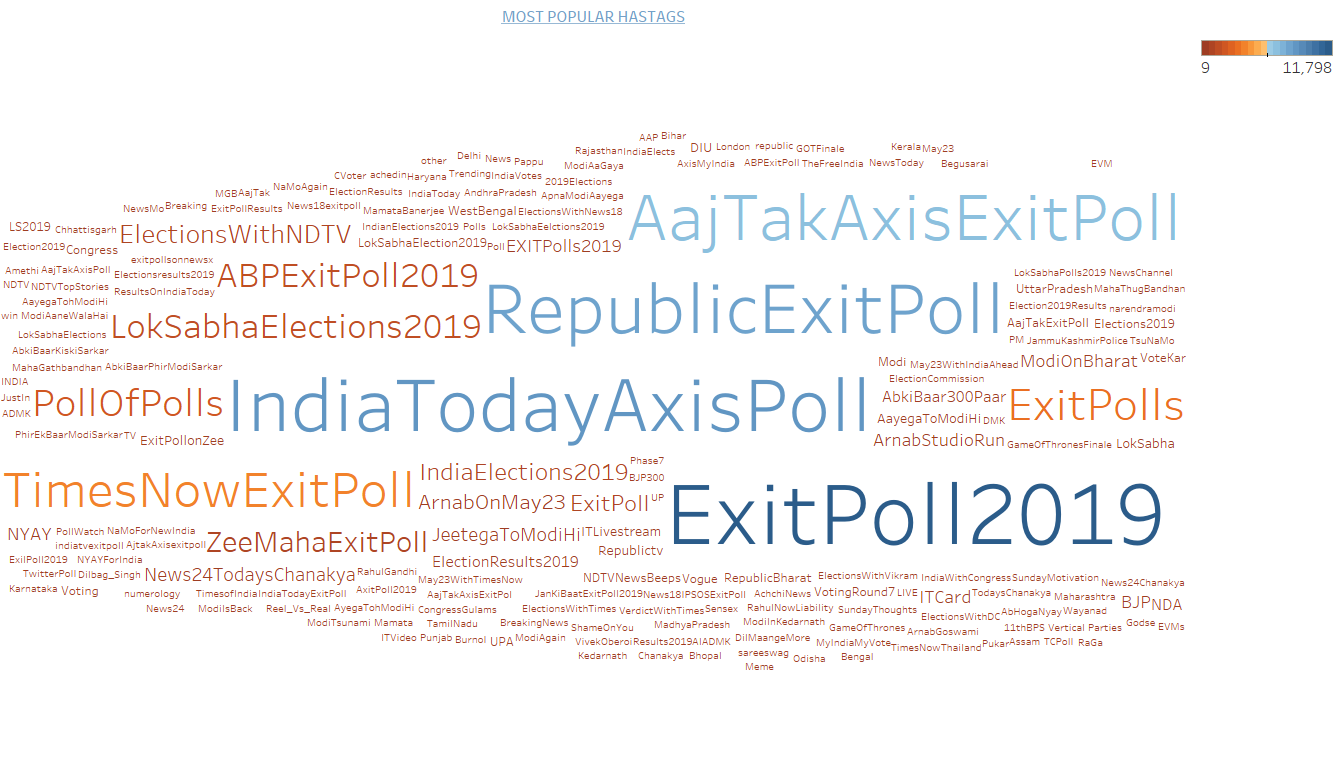 MOST POPULAR HASTAGS
9 11,798
AAP Bihar
Rajasthan IndiaElects DIU London republic GOTFinale Kerala May23
other Delhi News Pappu ModiAaGaya AxisMyIndia ABPExitPoll TheFreeIndia NewsToday Begusarai EVM
CVoter achedin Haryana Trending IndiaVotes 2019Elections
MGB AajTak NaMoAgain ElectionResults IndiaToday AndhraPradesh ApnaModiAayega
NewsMo Breaking ExitPollResults News18exitpoll MamataBanerjee WestBengal ElectionsWithNews18 AajTakAxisExitPoll
LS2019 Chhattisgarh ElectionsWithNDTV IndianElections2019 Polls LokSabhaEelctions2019
Election2019 Congress LokSabhaElection2019 Poll EXITPolls2019
exitpollsonnewsx
Amethi AajTakAxisPoll Electionsresults2019 ABPExitPoll2019 LokSabhaPolls2019 NewsChannel
NDTV NDTVTopStories ResultsOnIndiaToday UttarPradesh MahaThugBandhan
AayegaTohModiHi RepublicExitPoll Election2019Results narendramodi
win ModiAaneWalaHai LokSabhaElections2019 AajTakExitPoll Elections2019
LokSabhaElections PM JammuKashmirPolice TsuNaMo
AbkiBaarKiskiSarkar
MahaGathbandhan AbkiBaarPhirModiSarkar Modi May23WithIndiaAhead ModiOnBharat VoteKar
INDIA ElectionCommission
JustIn PollOfPolls IndiaTodayAxisPoll AbkiBaar300Paar ExitPolls
ADMK AayegaToModiHi DMK
PhirEkBaarModiSarkar TV ExitPollonZee ArnabStudioRun GameOfThronesFinale LokSabha
Phase7
TimesNowExitPoll IndiaElections2019 BJP300
ArnabOnMay23 ExitPoll UP ExitPoll2019
NYAY PollWatch NaMoForNewIndia JeetegaToModiHi ITLivestream
indiatvexitpoll AjtakAxisexitpoll ZeeMahaExitPoll Republictv
ExilPoll2019 NYAYForIndia ElectionResults2019
TwitterPoll Dilbag_Singh News24TodaysChanakya RahulGandhi May23WithTimesNow NDTVNewsBeeps Vogue RepublicBharat ElectionsWithVikram IndiaWithCongress SundayMotivation News24Chanakya
Karnataka Voting numerology TimesofIndia IndiaTodayExitPoll AxitPoll2019 AajTakAxisExitPol JanKiBaatExitPoll2019 News18IPSOSExitPoll AchchiNews VotingRound7 LIVE ITCard TodaysChanakya Maharashtra BJP NDA
News24 ModiIsBack Reel_Vs_Real AyegaTohModiHi CongressGulams ElectionsWithTimes VerdictWithTimes Sensex RahulNowLiability SundayThoughts ElectionsWithDC AbHogaNyay Wayanad
ModiTsunami Mamata TamilNadu BreakingNews ShameOnYou MadhyaPradesh ModiInKedarnath GameOfThrones ArnabGoswami 11thBPS Vertical Parties Godse EVMs
ITVideo Punjab Burnol UPA ModiAgain VivekOberoi Results2019 AIADMK DilMaangeMore MyIndiaMyVote TimesNowThailand Pukar Assam TCPoll RaGa
Kedarnath Chanakya Bhopal sareeswag Odisha Bengal
Meme